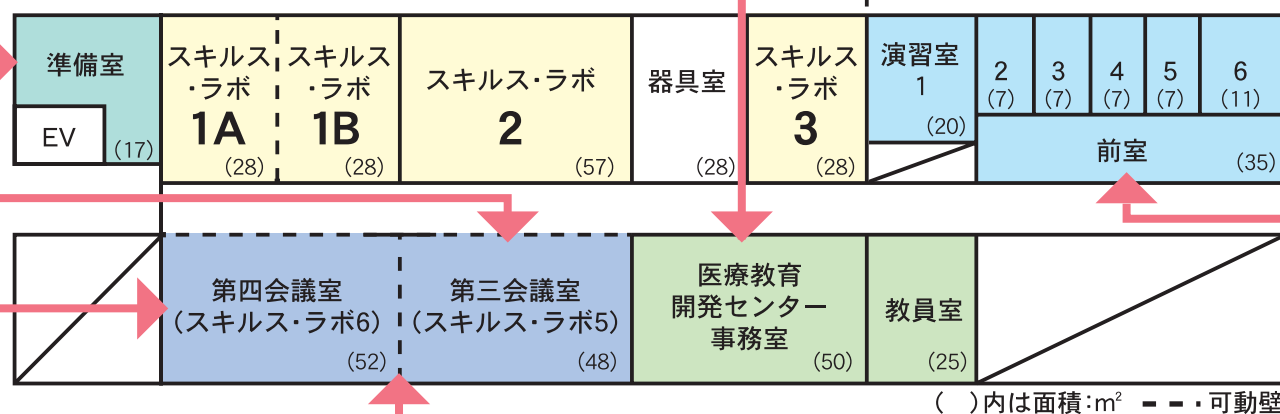 準備室
EV
(17)
スキルス
・ラボ
1A
(28)
スキルス
・ラボ
1B
(28)
スキルス・ラボ
2
(57)
器具室
(28)
スキルス
・ラボ
3
(28)
演習室
1
(20)
2
(7)
3
(7)
4
(7)
5
(7)
6
(11)
前室
(35)
第四会議室
(スキルス・ラボ6)
(52)
第三会議室
(スキルス・ラボ5)
(48)
医療教育
開発センター
事務室
(50)
教員室
(25)
( )内は面積:m² ---・可動壁